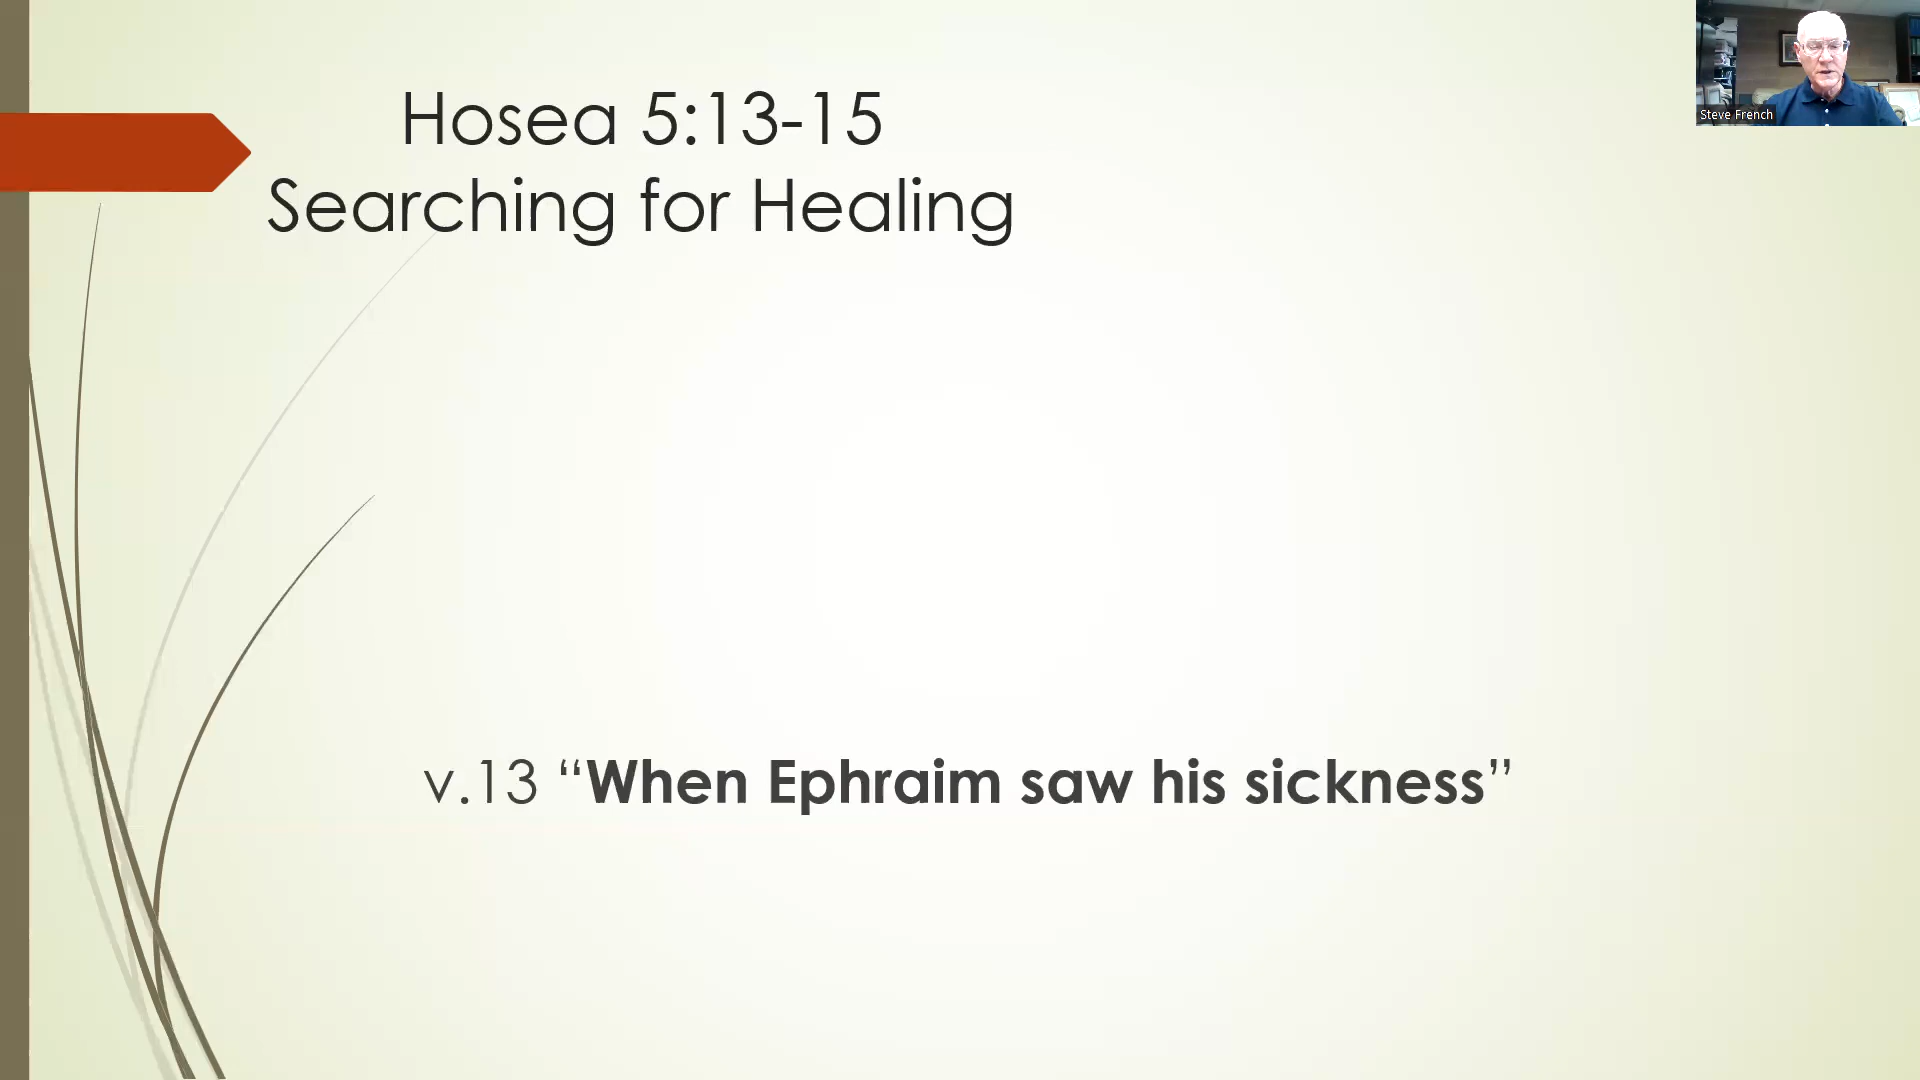 Hosea 5:13-15
Searching for Healing
Steve French
v.13 “When Ephraim saw his sickness”